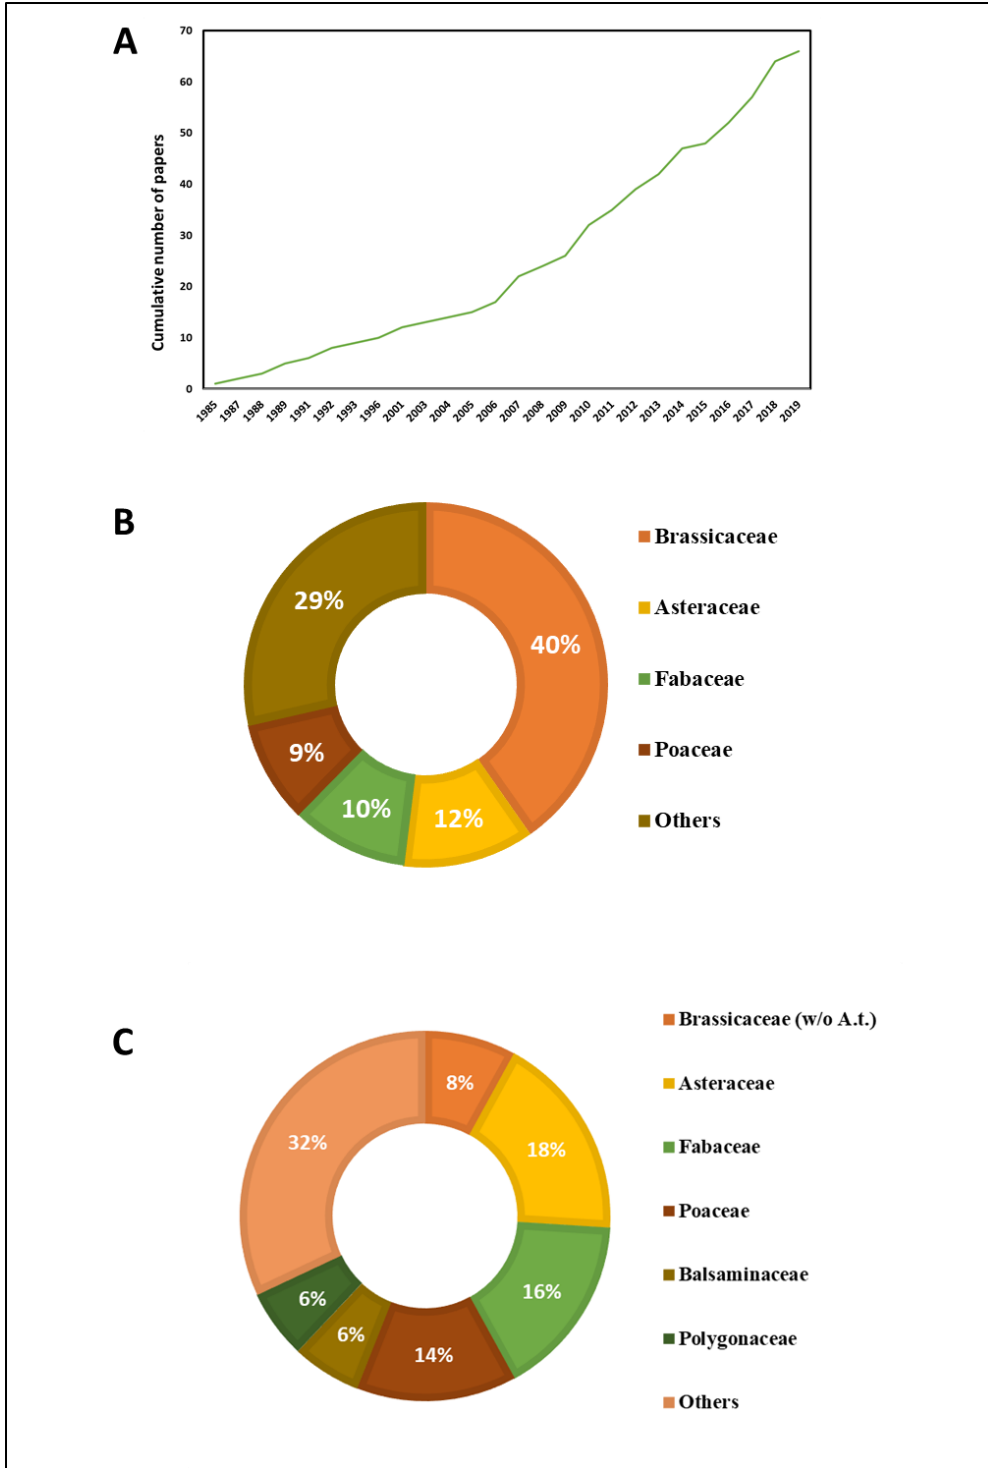 A
70
60
50
40
30
20
10
0
Cumulative number of papers
1985 1987 1988 1989 1991 1992 1993 1996 2001 2003 2004 2005 2006 2007 2008 2009 2010 2011 2012 2013 2014 2015 2016 2017 2018 2019
B
40%
12%
10%
9%
29%
Brassicaceae
Asteraceae
Fabaceae
Poaceae
Others
C
8%
18%
16%
14%
6%
6%
32%
Brassicaceae (w/o A.t.)
Asteraceae
Fabaceae
Poaceae
Balsaminaceae
Polygonaceae
Others